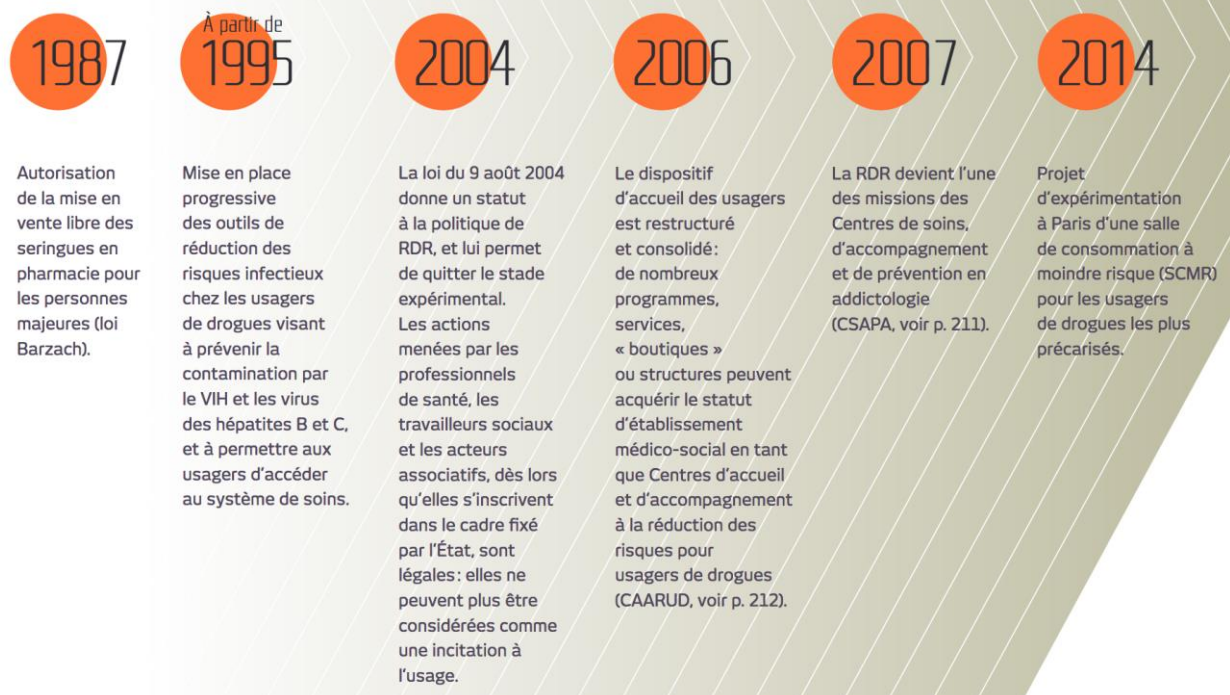 1987
Autorisation
de la mise en
vente libre des
seringues en
pharmacie pour
les personnes
majeures (loi
Barzach).
À partir de
1995
Mise en place
progressive
des outils de
réduction des
risques infectieux
chez les usagers
de drogues visant
à prévenir la
contamination par
le VIH et les virus
des hépatites B et C,
et à permettre aux
usagers d’accéder
au système de soins.
2004
La loi du 9 août 2004
donne un statut
à la politique de
RDR, et lui permet
de quitter le stade
expérimental.
Les actions
menées par les
professionnels
de santé, les
travailleurs sociaux
et les acteurs
associatifs, dès lors
qu’elles s’inscrivent
dans le cadre fixé
par l’État, sont
légales : elles ne
peuvent plus être
considérées comme
une incitation à
l’usage.
2006
Le dispositif
d’accueil des usagers
est restructuré
et consolidé :
de nombreux
programmes,
services,
« boutiques »
ou structures peuvent
acquérir le statut
d’établissement
médico-social en tant
que Centres d’accueil
et d’accompagnement
à la réduction des
risques pour
usagers de drogues
(CAARUD, voir p. 212).
2007
La RDR devient l’une
des missions des
Centres de soins,
d’accompagnement
et de prévention en
addictologie
(CSAPA, voir p. 211).
2014
Projet
d’expérimentation
à Paris d’une salle
de consommation à
moindre risque (SCMR)
pour les usagers
de drogues les plus
précarisés.